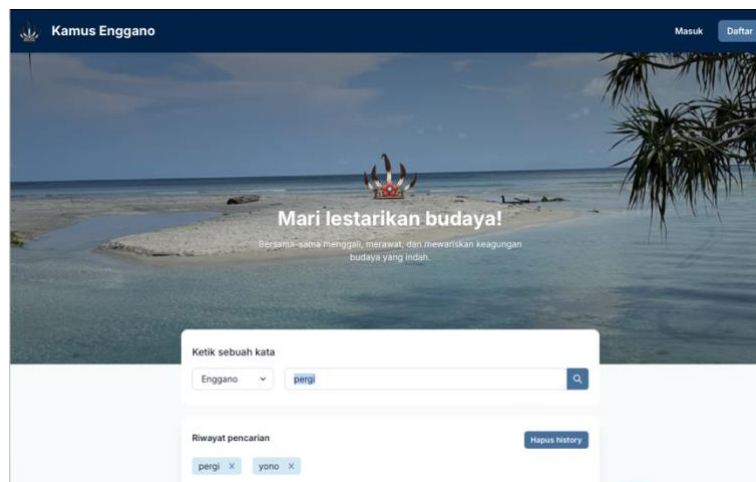 Kamus Enggano
Masuk
Daftar
Mari lestarikan budaya!
Bersama-sama menggali, merawat, dan mewariskan keagungan
budaya yang indah.
Ketik sebuah kata
Enggano
pergi
Riwayat pencarian
Hapus history
pergi X
yono X